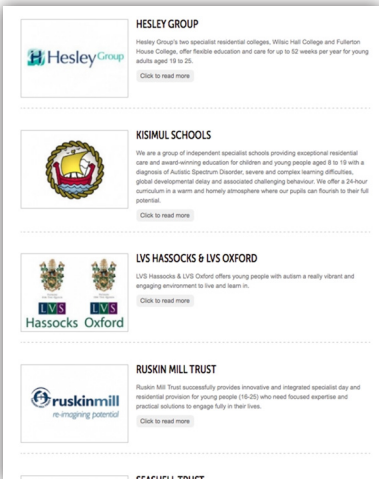 HESLEY GROUP
Hesley Group's two specialist residential colleges, Wilsic Hall College and Fullerton
House College, offer flexible education and care for up to 52 weeks per year for young
adults aged 19 to 25.
Click to read more
Hesley Group
KISIMUL SCHOOLS
We are a group of independent specialist schools providing exceptional residential
care and award-winning education for children and young people aged 8 to 19 with a
diagnosis of Autistic Spectrum Disorder, severe and complex learning difficulties,
global developmental delay and associated challenging behaviour. We offer a 24-hour
curriculum in a warm and homely atmosphere where our pupils can flourish to their full
potential.
Click to read more
LVS HASSOCKS & LVS OXFORD
LVS Hassocks & LVS Oxford offers young people with autism a really vibrant and
engaging environment to live and learn in.
Click to read more
LVS LVS
Hassocks Oxford
RUSKIN MILL TRUST
Ruskin Mill Trust successfully provides innovative and integrated specialist day and
residential provision for young people (16-25) who need focused expertise and
practical solutions to engage fully in their lives.
Click to read more
ruskinmill
re-imagining potential
SEASHELL TRUST